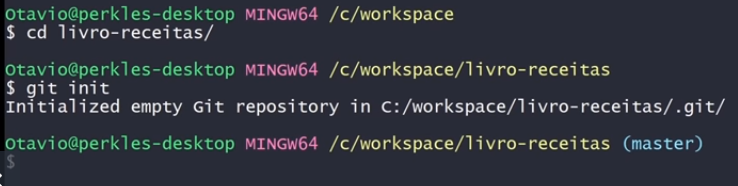 Otavio@perkles-desktop MINGW64 /c/workspace
$ cd livro-receitas/
Otavio@perkles-desktop MINGW64 /c/workspace/livro-receitas
$ git init
Initialized empty Git repository in C:/workspace/livro-receitas/.git/
Otavio@perkles-desktop MINGW64 /c/workspace/livro-receitas (master)
$